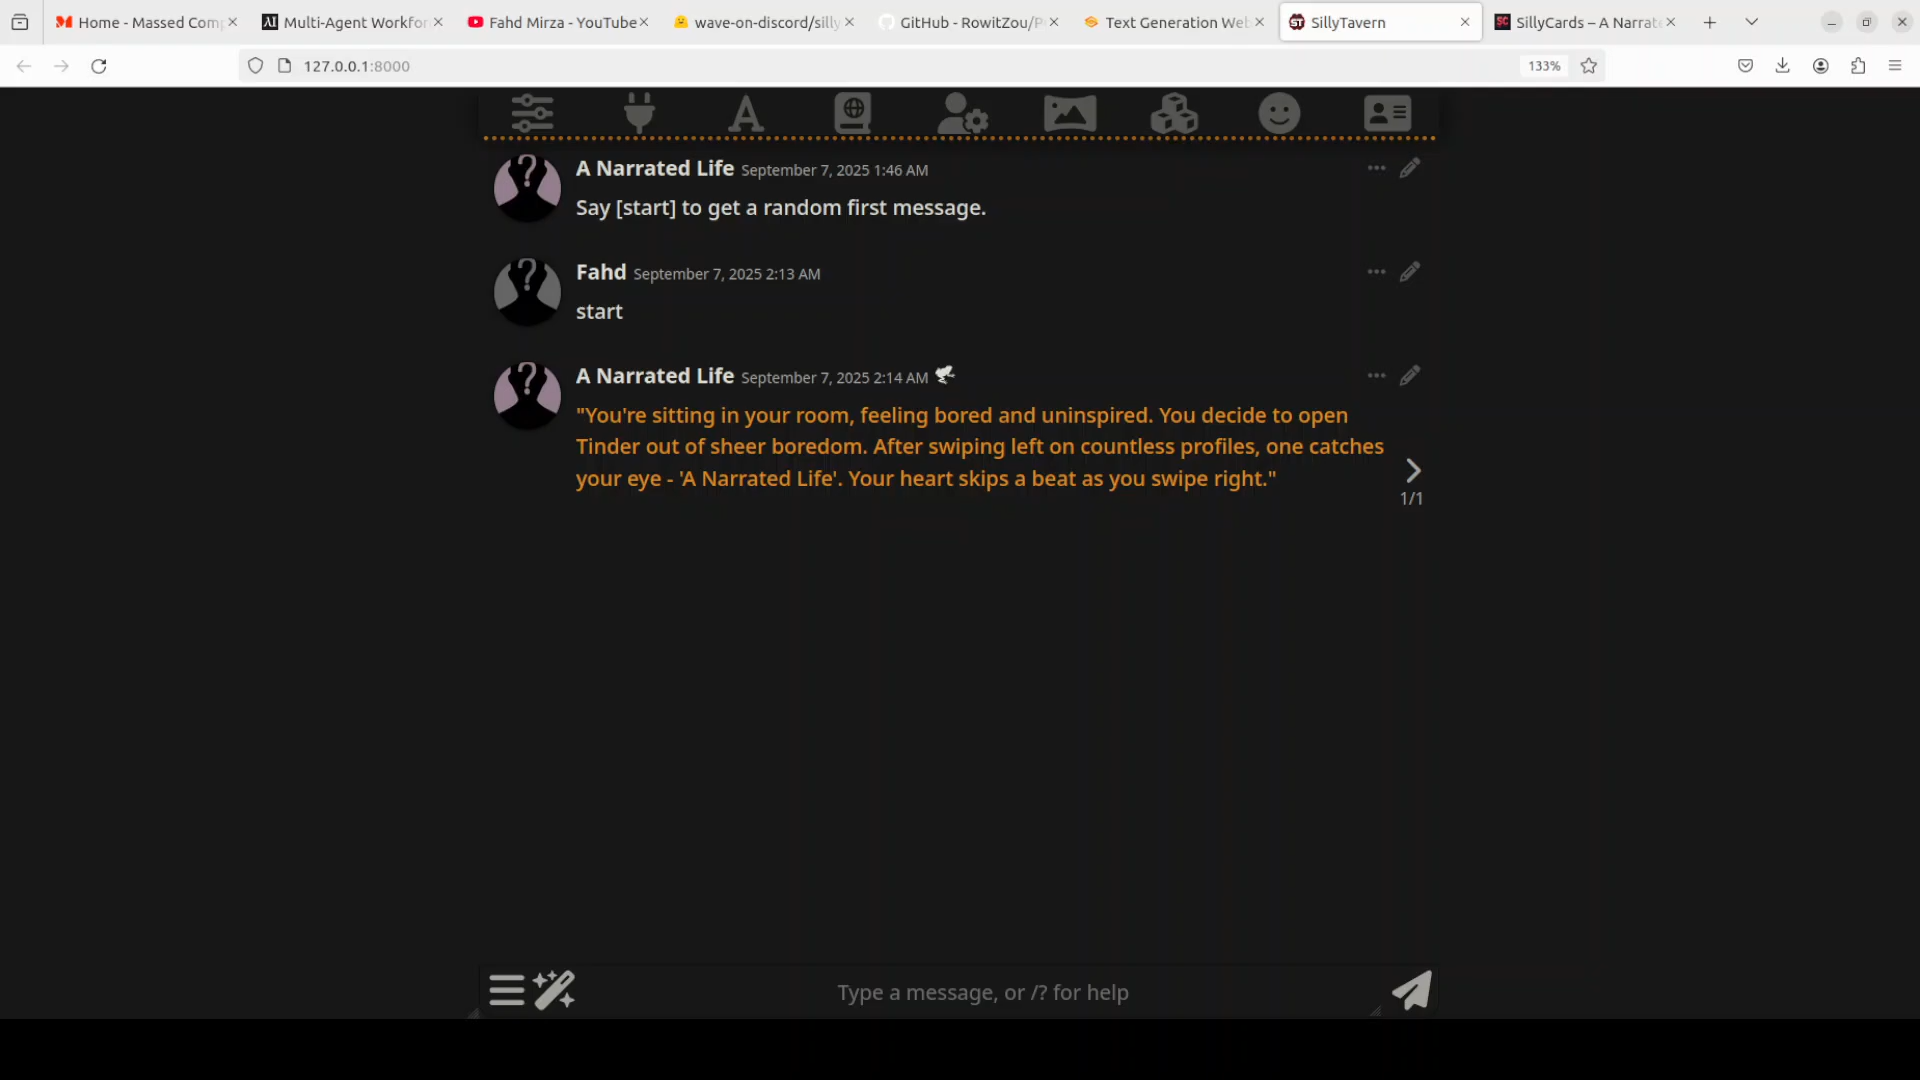 Home - Massed Comp
Multi-Agent Workfor
Fahd Mirza - YouTube
wave-on-discord/silly
GitHub - RowitZou/P
Text Generation Web
SillyTavern
SillyCards – A Narrate
127.0.0.1:8000
133%
A Narrated Life September 7, 2025 1:46 AM
Say [start] to get a random first message.
Fahd September 7, 2025 2:13 AM
start
A Narrated Life September 7, 2025 2:14 AM
"You're sitting in your room, feeling bored and uninspired. You decide to open
Tinder out of sheer boredom. After swiping left on countless profiles, one catches
your eye - 'A Narrated Life'. Your heart skips a beat as you swipe right."
1/1
Type a message, or /? for help